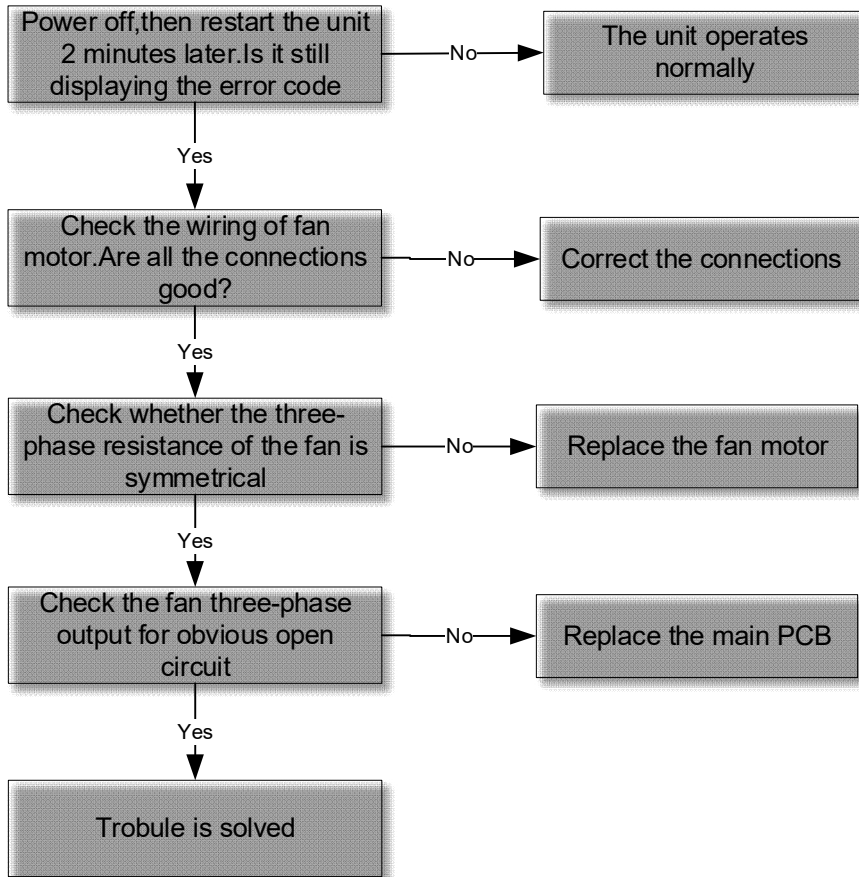 Power off,then restart the unit
2 minutes later.Is it still
displaying the error code
No
The unit operates
normally
Yes
Check the wiring of fan
motor.Are all the connections
good?
No
Correct the connections
Yes
Check whether the three-
phase resistance of the fan is
symmetrical
No
Replace the fan motor
Yes
Check the fan three-phase
output for obvious open
circuit
No
Replace the main PCB
Yes
Trobule is solved